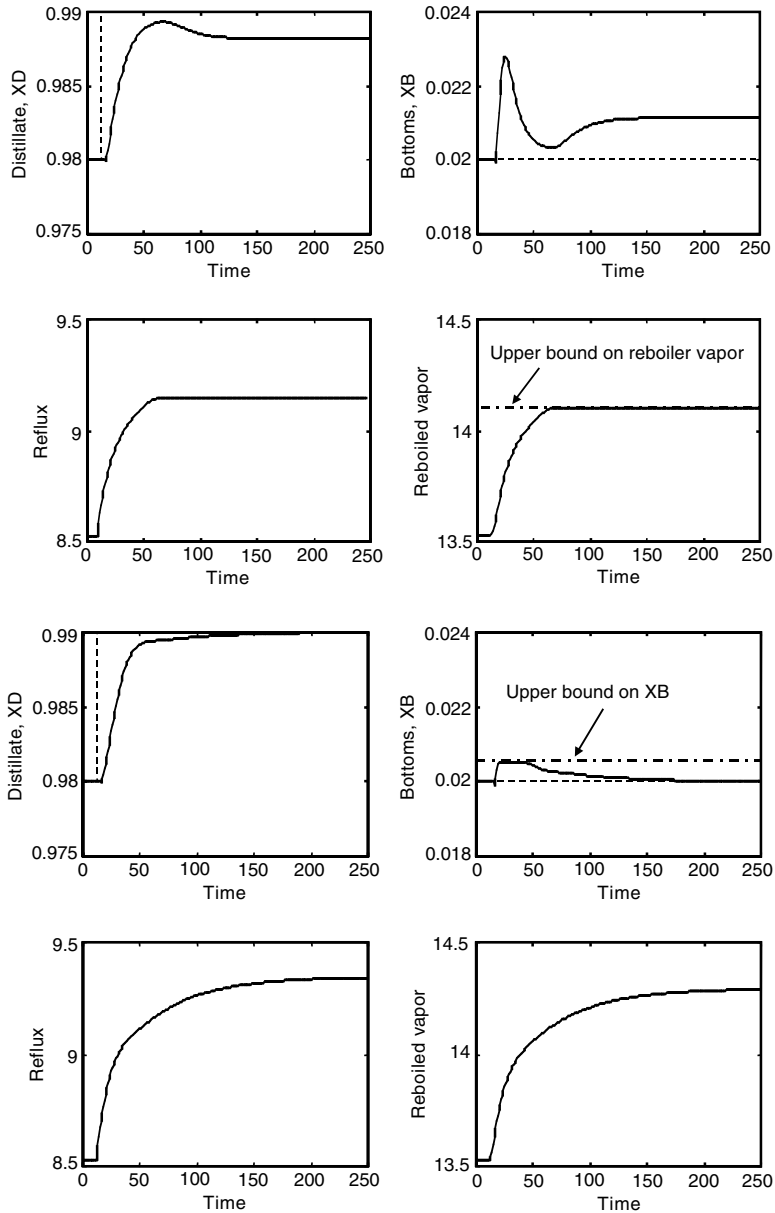 Distillate, XD
0.99
0.985
0.98
0.975
0 50 100 150 200 250
Time
Bottoms, XB
0.024
0.022
0.02
0.018
0 50 100 150 200 250
Time
Reflux
9.5
9
8.5
0 50 100 150 200 250
Time
Reboiled vapor
14.5
14
13.5
Upper bound on reboiler vapor
0 50 100 150 200 250
Time
Distillate, XD
0.99
0.985
0.98
0.975
0 50 100 150 200 250
Time
Bottoms, XB
0.024
0.022
0.02
0.018
Upper bound on XB
0 50 100 150 200 250
Time
Reflux
9.5
9
8.5
0 50 100 150 200 250
Time
Reboiled vapor
14.5
14
13.5
0 50 100 150 200 250
Time